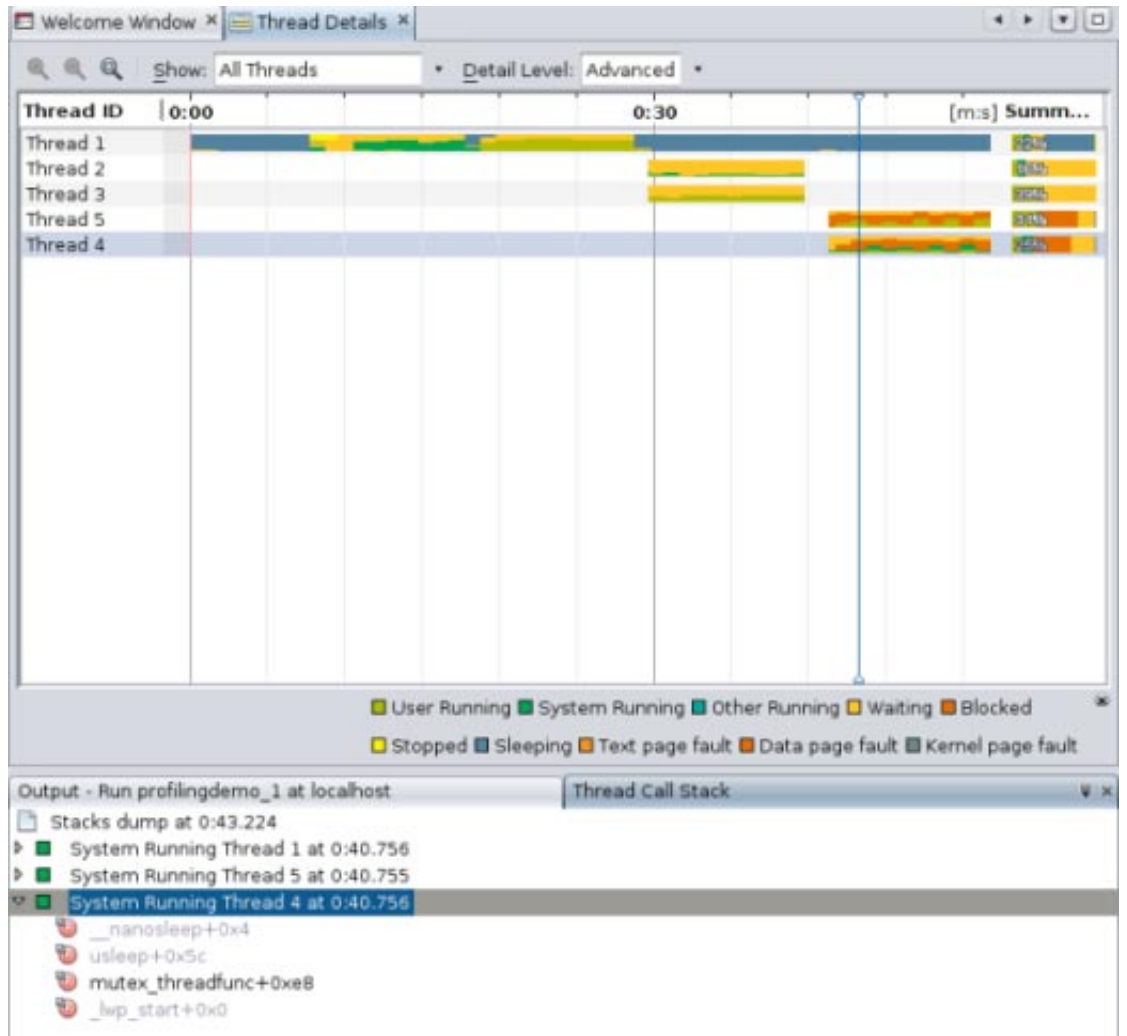 Welcome Window Thread Details
Show: All Threads Detail Level: Advanced
Thread ID 0:00 0:30 [m:s] Summ...
Thread 1
Thread 2
Thread 3
Thread 5
Thread 4
User Running System Running Other Running Waiting Blocked
Stopped Sleeping Text page fault Data page fault Kernel page fault
Output - Run profilingdemo_1 at localhost Thread Call Stack
Stacks dump at 0:43.224
System Running Thread 1 at 0:40.756
System Running Thread 5 at 0:40.755
System Running Thread 4 at 0:40.756
__nanosleep+0x4
usleep+0x5c
mutex_threadfunc+0xe8
_lwp_start+0x0